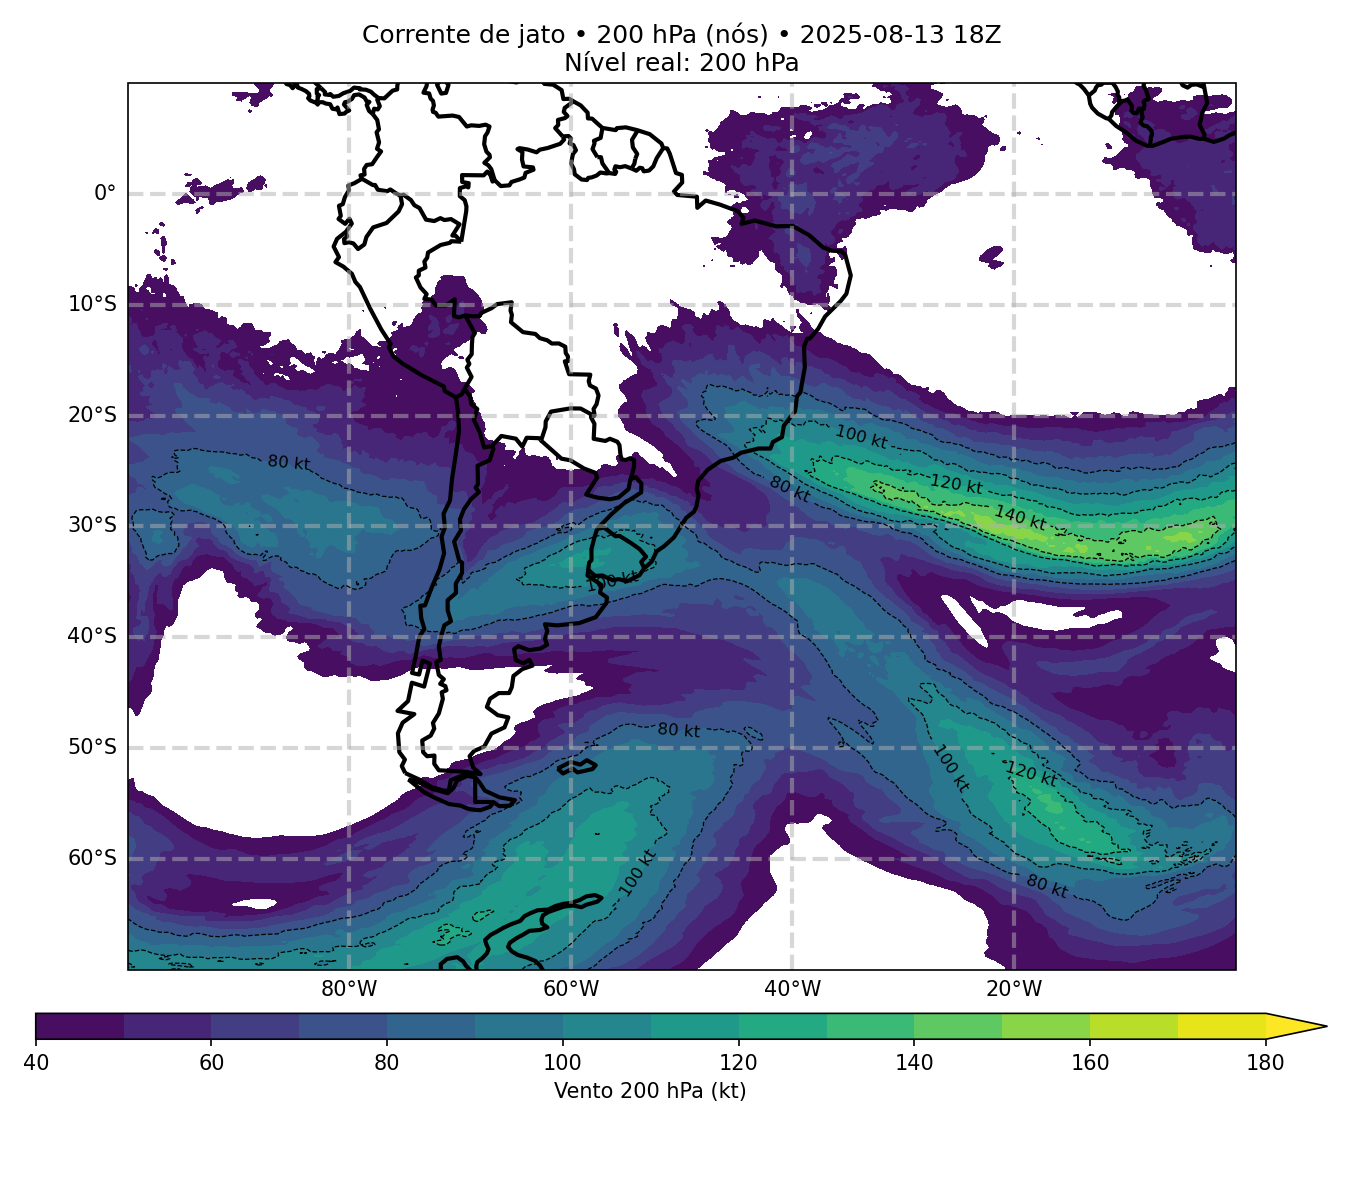 Corrente de jato • 200 hPa (nós) • 2025-08-13 18Z
Nível real: 200 hPa
0°
10°S
20°S
30°S
40°S
50°S
60°S
80 kt
100 kt
80 kt
120 kt
140 kt
100 kt
80 kt
100 kt
120 kt
100 kt
80 kt
80°W
60°W
40°W
20°W
40
60
80
100
120
140
160
180
Vento 200 hPa (kt)